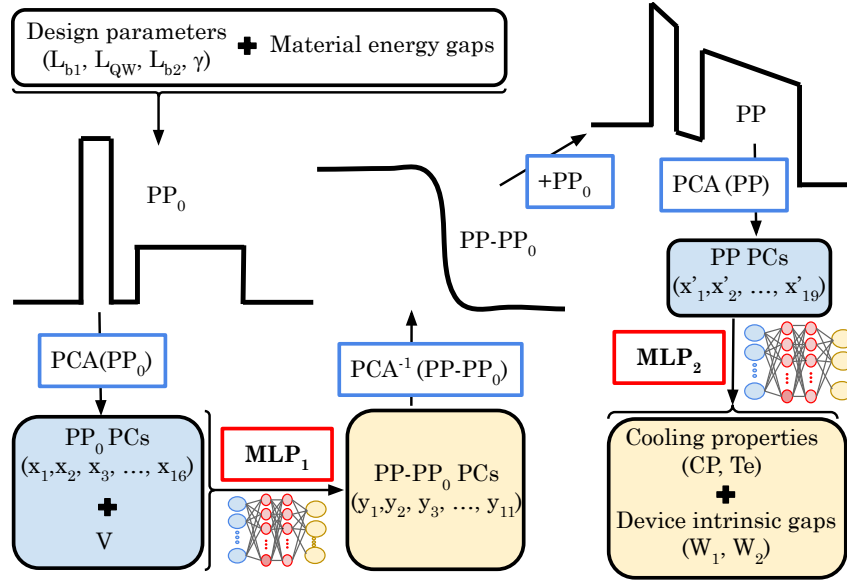 Design parameters
(L_b1, L_QW, L_b2, γ)
+
Material energy gaps
PP_0
PCA(PP_0)
PP_0 PCs
(x_1,x_2, x_3, …, x_16)
+
V
MLP_1
PP-PP_0 PCs
(y_1,y_2, y_3, …, y_11)
PCA^-1 (PP-PP_0)
PP-PP_0
+PP_0
PP
PCA (PP)
PP PCs
(x'_1,x'_2, …, x'_19)
MLP_2
Cooling properties
(CP, Te)
+
Device intrinsic gaps
(W_1, W_2)